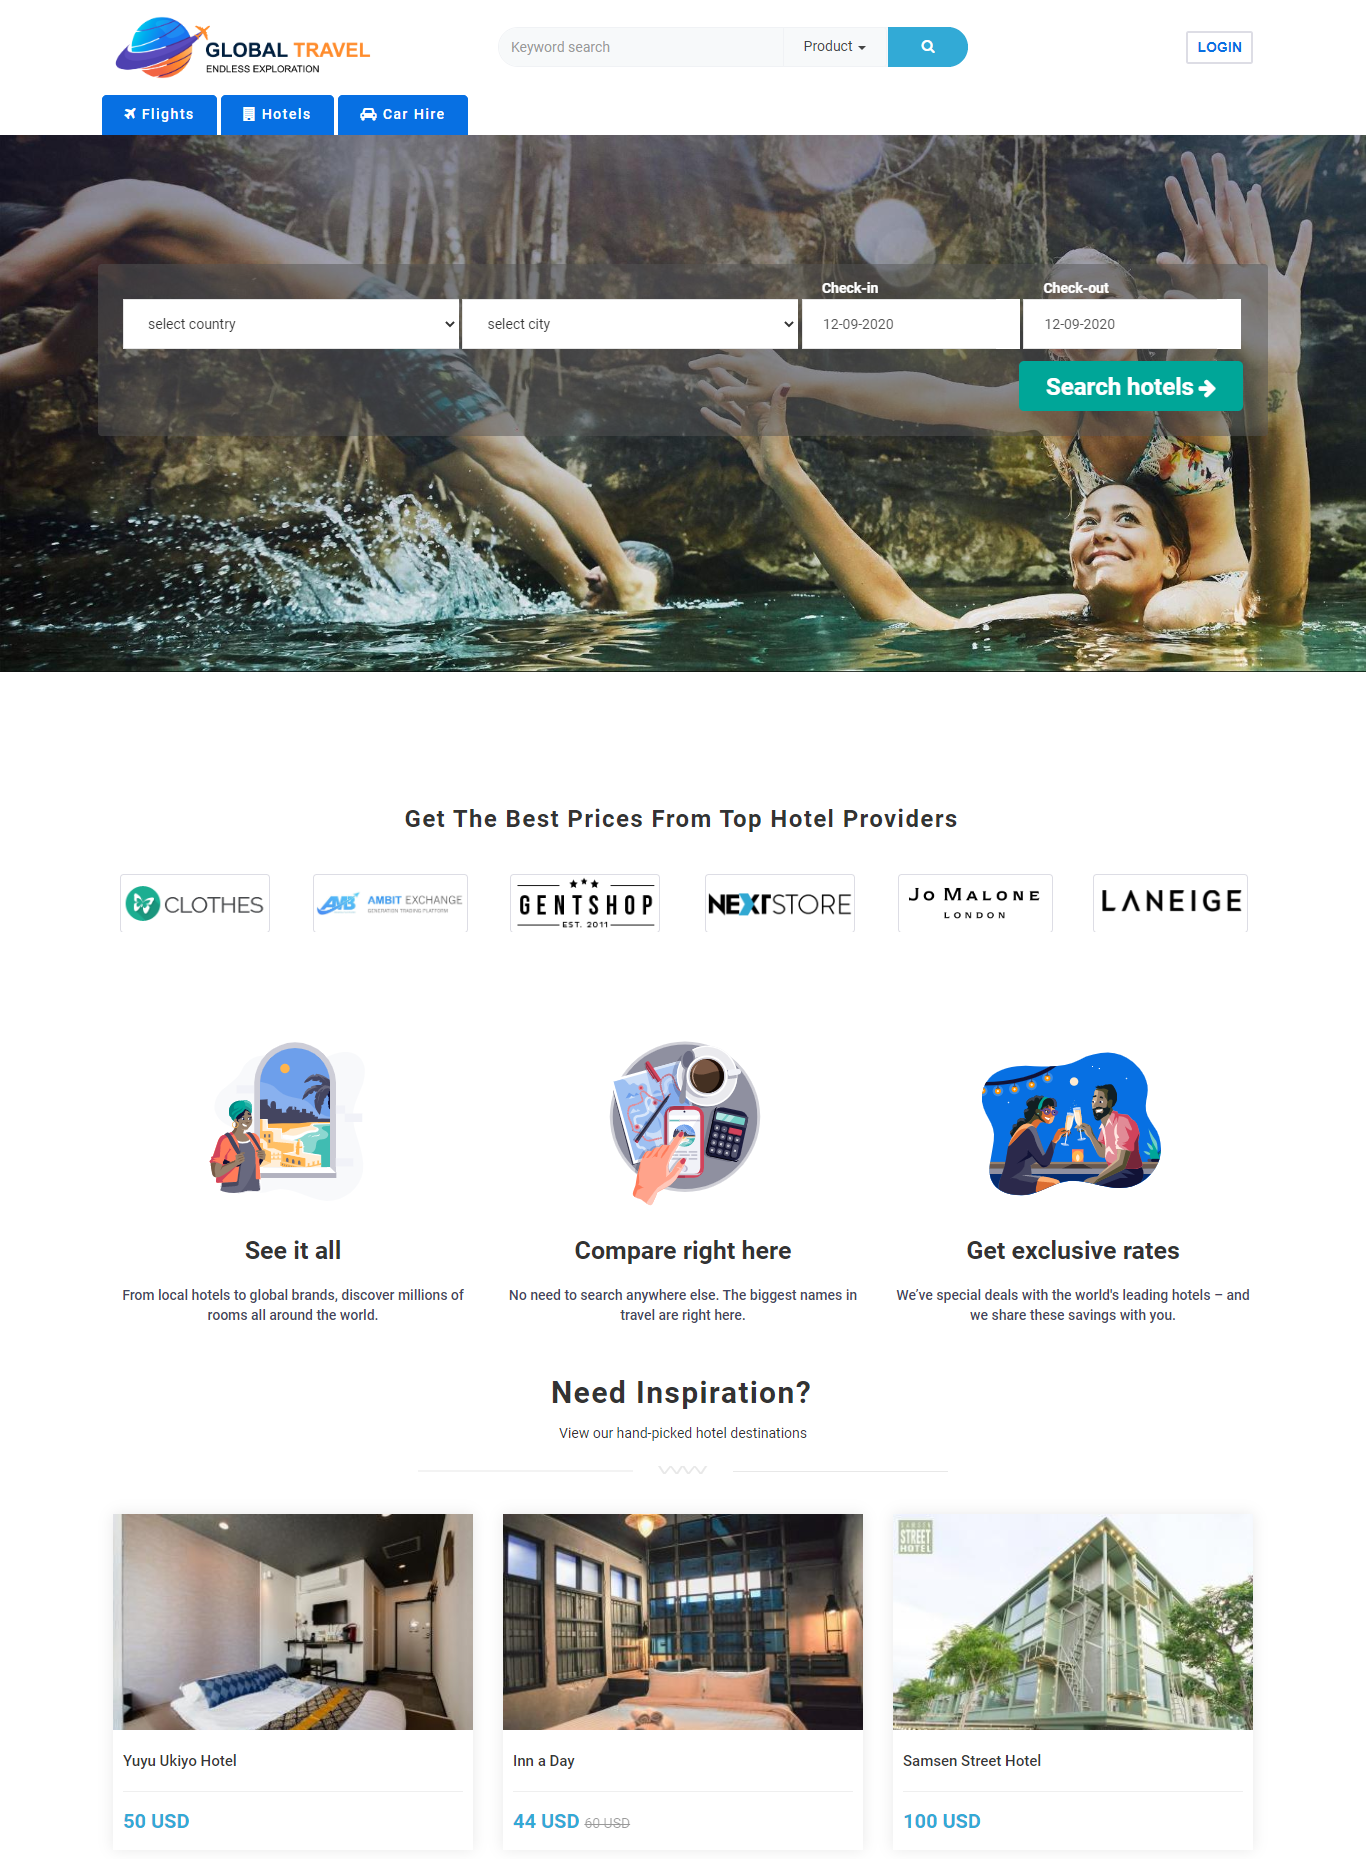 GLOBAL TRAVEL
ENDLESS EXPLORATION
Keyword search
Product
LOGIN
Flights
Hotels
Car Hire
Check-in
Check-out
select country
select city
12-09-2020
12-09-2020
Search hotels
Get The Best Prices From Top Hotel Providers
CLOTHES
AMBIT EXCHANGE
GENERATION TRADING PLATFORM
GENTSHOP
EST. 2011
NEXTSTORE
JO MALONE
LONDON
LANEIGE
See it all
Compare right here
Get exclusive rates
From local hotels to global brands, discover millions of
rooms all around the world.
No need to search anywhere else. The biggest names in
travel are right here.
We've special deals with the world's leading hotels – and
we share these savings with you.
Need Inspiration?
View our hand-picked hotel destinations
SAMSEN
STREET
HOTEL
Yuyu Ukiyo Hotel
Inn a Day
Samsen Street Hotel
50 USD
44 USD 60 USD
100 USD